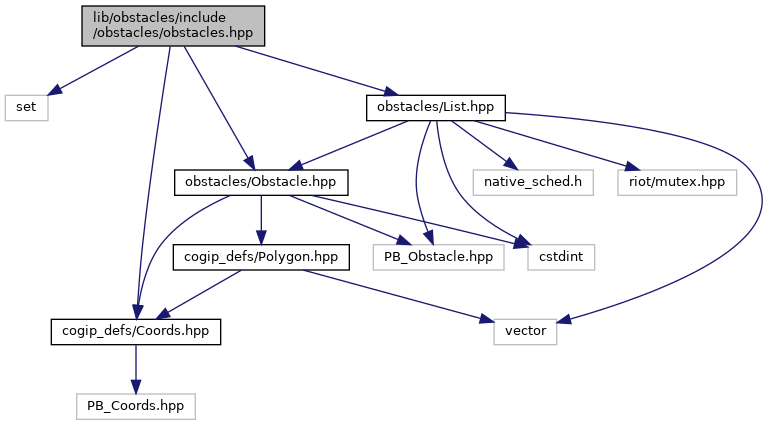 lib/obstacles/include
/obstacles/obstacles.hpp
set
obstacles/List.hpp
obstacles/Obstacle.hpp
native_sched.h
riot/mutex.hpp
cogip_defs/Polygon.hpp
PB_Obstacle.hpp
cstdint
cogip_defs/Coords.hpp
vector
PB_Coords.hpp